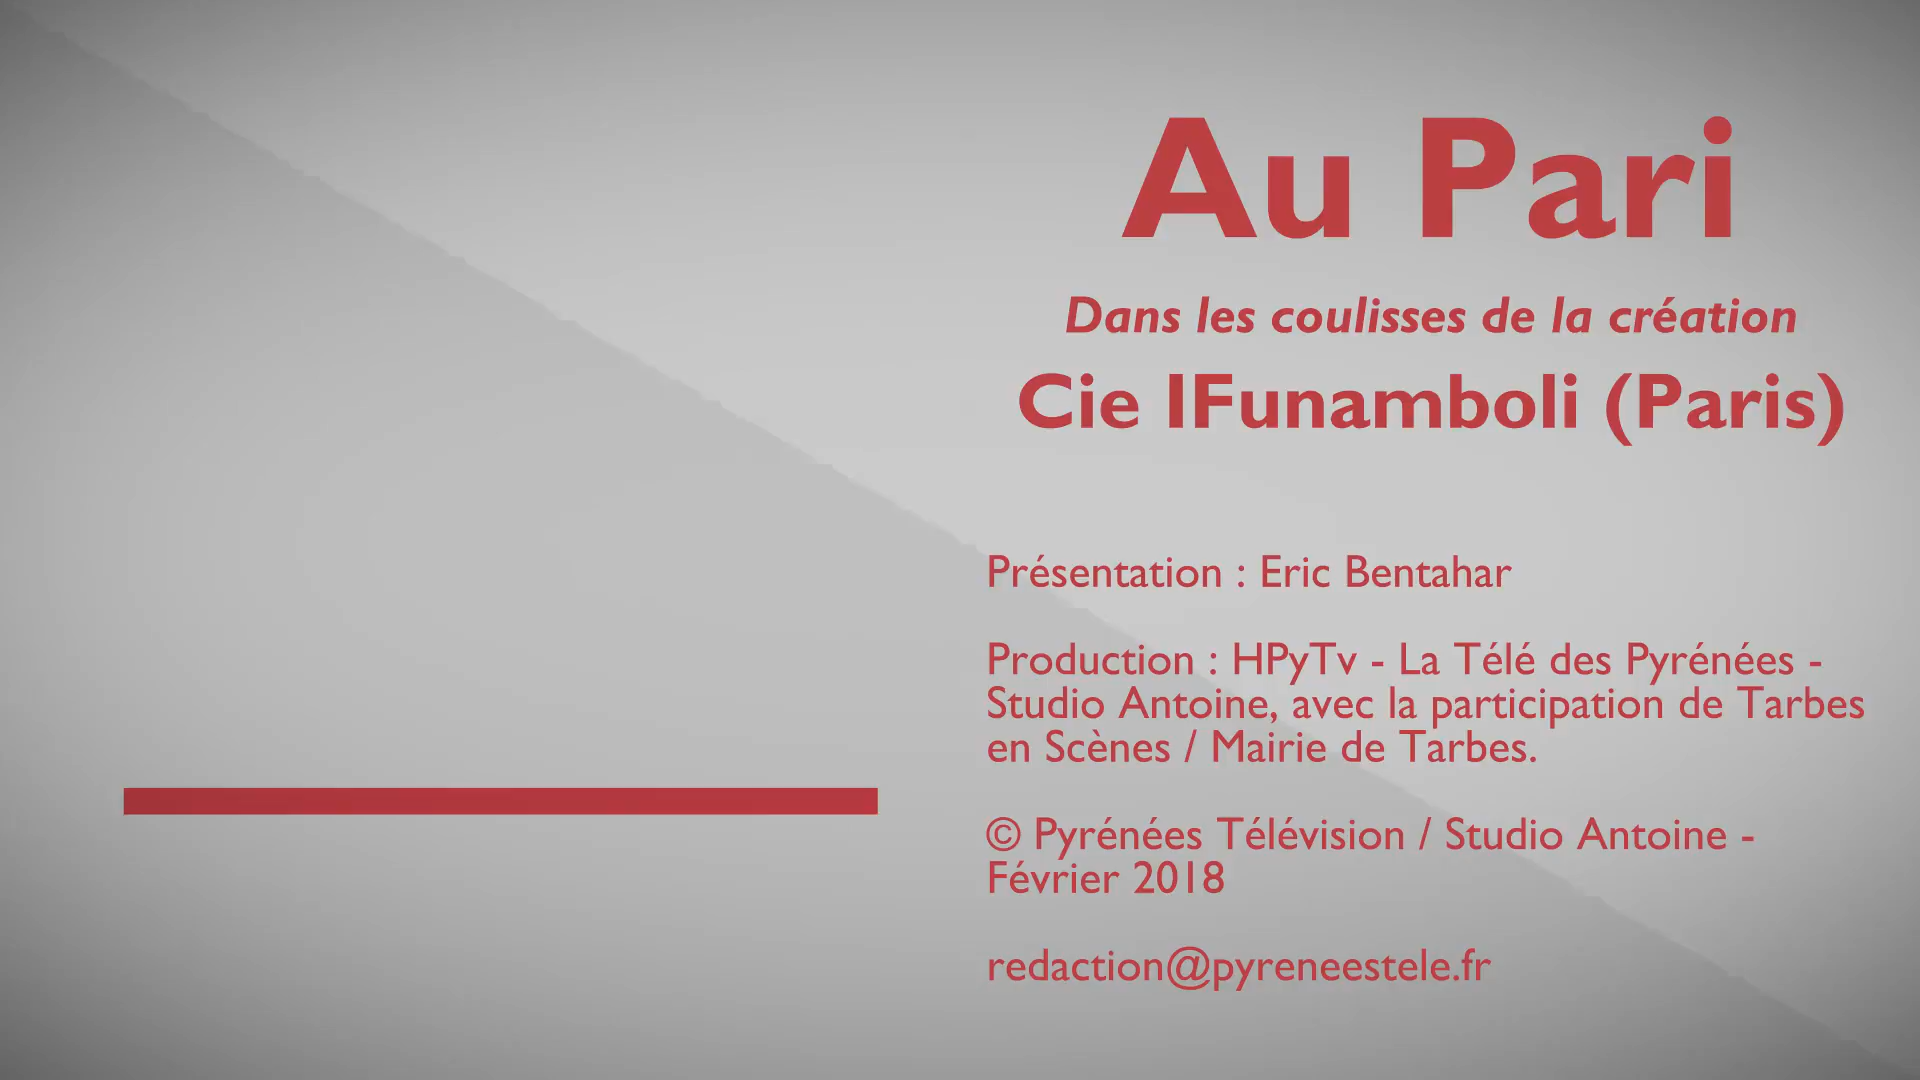 Au Pari
Dans les coulisses de la création
Cie IFunamboli (Paris)
Présentation : Eric Bentahar
Production : HPyTv - La Télé des Pyrénées -
Studio Antoine, avec la participation de Tarbes
en Scènes / Mairie de Tarbes.
© Pyrénées Télévision / Studio Antoine -
Février 2018
redaction@pyreneestele.fr